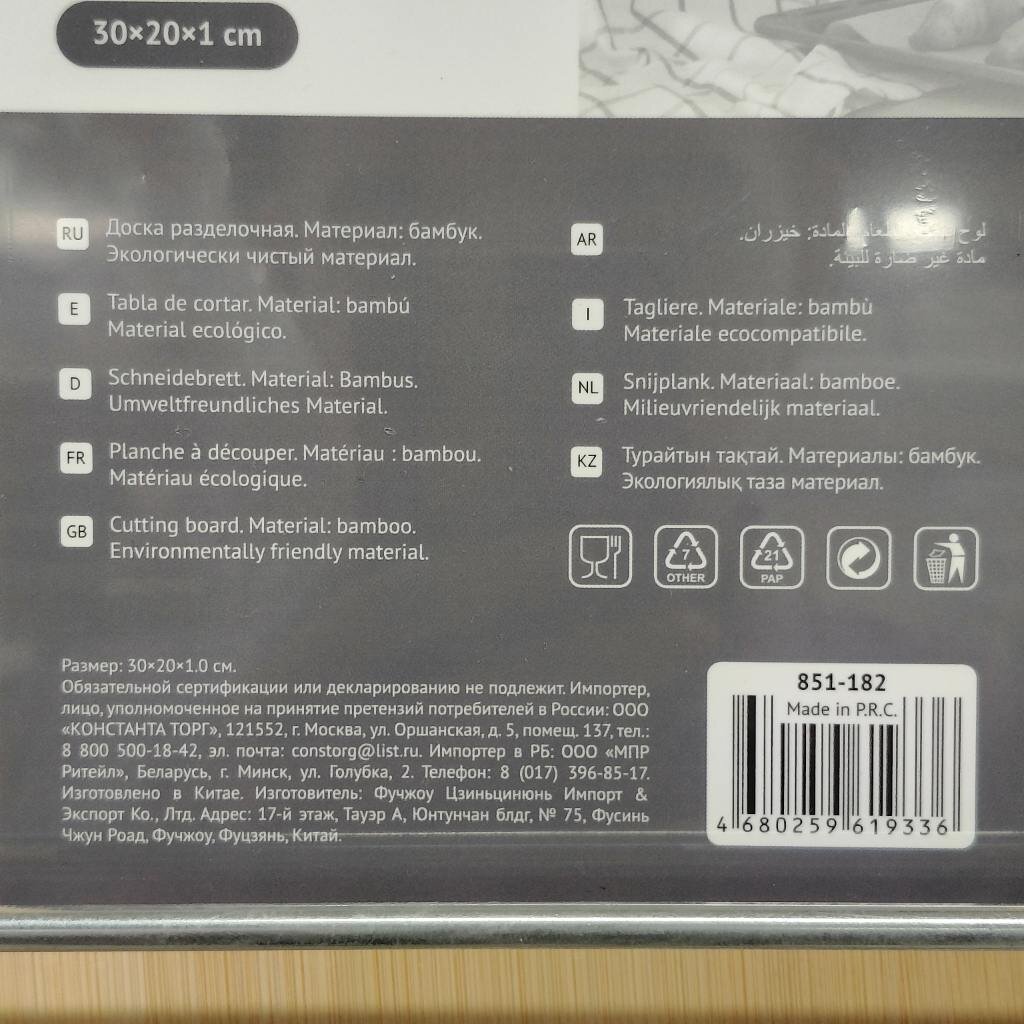 30×20×1 cm
RU
Доска разделочная. Материал: бамбук.
Экологически чистый материал.
E
Tabla de cortar. Material: bambú
Material ecológico.
D
Schneidebrett. Material: Bambus.
Umweltfreundliches Material.
FR
Planche à découper. Matériau : bambou.
Matériau écologique.
GB
Cutting board. Material: bamboo.
Environmentally friendly material.
AR
لوح المادة: خيزران.
مادة غير ضارة للبيئة.
I
Tagliere. Materiale: bambù
Materiale ecocompatibile.
NL
Snijplank. Materiaal: bamboe.
Milieuvriendelijk materiaal.
KZ
Турайтын тақтай. Материалы: бамбук.
Экологиялық таза материал.
7
OTHER
21
PAP
Размер: 30×20×1.0 см.
Обязательной сертификации или декларированию не подлежит. Импортер,
лицо, уполномоченное на принятие претензий потребителей в России: ООО
«КОНСТАНТА ТОРГ», 121552, г. Москва, ул. Оршанская, д. 5, помещ. 137, тел.:
8 800 500-18-42, эл. почта: constorg@list.ru. Импортер в РБ: ООО «МПР
Ритейл», Беларусь, г. Минск, ул. Голубка, 2. Телефон: 8 (017) 396-85-17.
Изготовлено в Китае. Изготовитель: Фучжоу Цзиньцинюнь Импорт &
Экспорт Ко., Лтд. Адрес: 17-й этаж, Тауэр А, Юнтунчан блдг, № 75, Фусинь
Чжун Роад, Фучжоу, Фуцзянь, Китай.
851-182
Made in P.R.C.
4 680259 619336